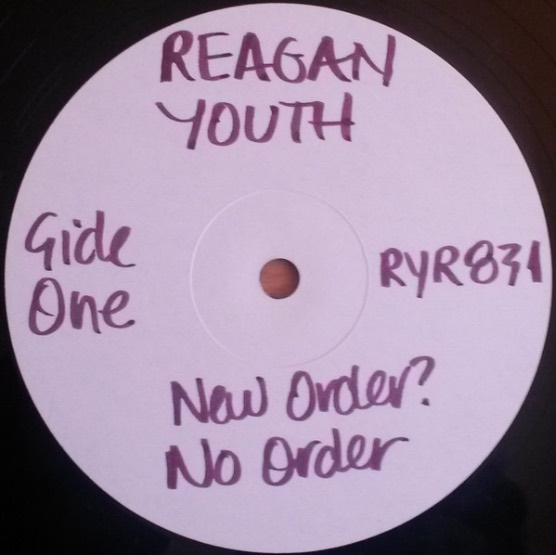 REAGAN
YOUTH
Side
One
RYR831
New Order?
No Order